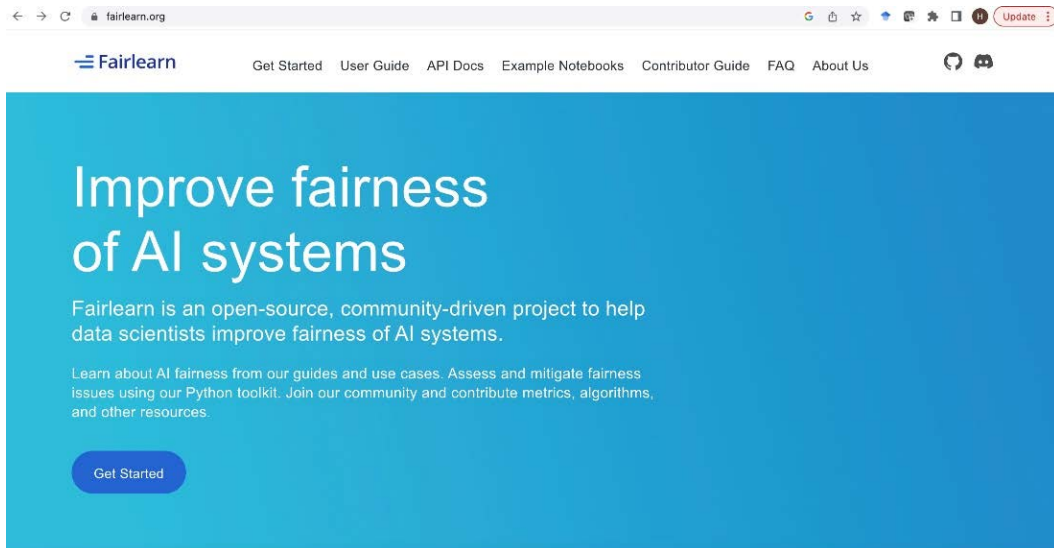 fairlearn.org
H
Update
Fairlearn
Get Started User Guide API Docs Example Notebooks Contributor Guide FAQ About Us
Improve fairness
of AI systems
Fairlearn is an open-source, community-driven project to help
data scientists improve fairness of AI systems.
Learn about AI fairness from our guides and use cases. Assess and mitigate fairness
issues using our Python toolkit. Join our community and contribute metrics, algorithms,
and other resources.
Get Started